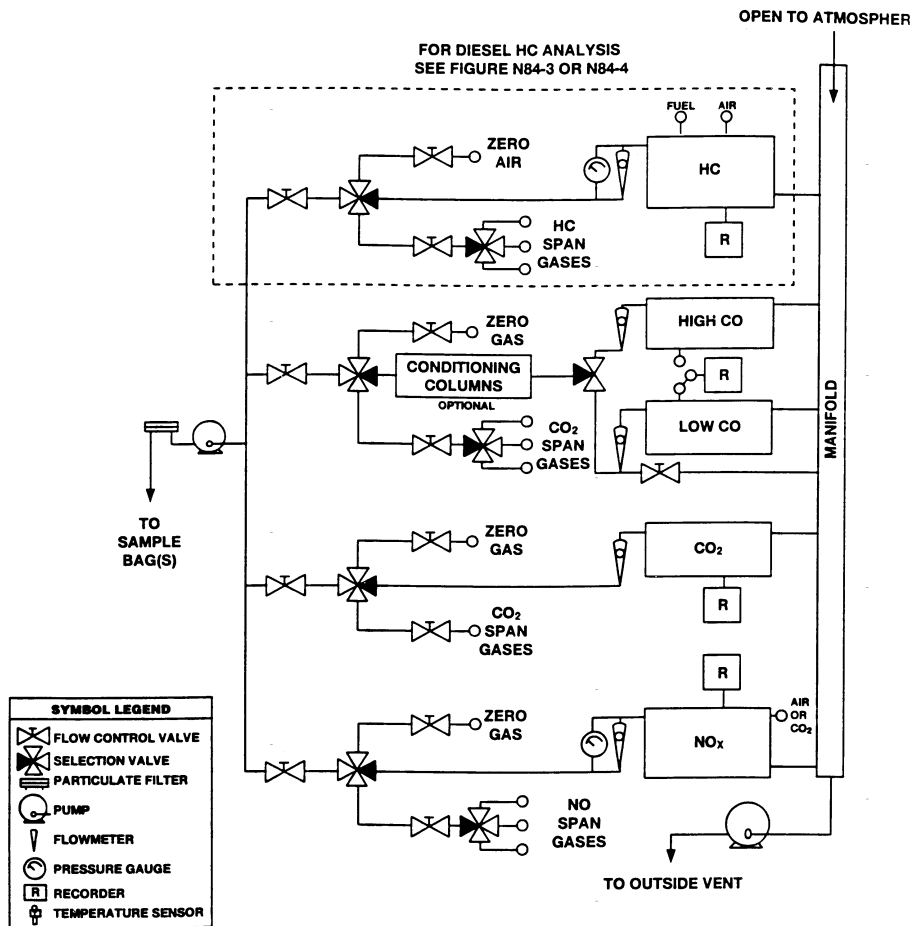 OPEN TO ATMOSPHER
FOR DIESEL HC ANALYSIS
SEE FIGURE N84-3 OR N84-4
FUEL
AIR
ZERO
AIR
HC
R
HC
SPAN
GASES
ZERO
GAS
HIGH CO
CONDITIONING
COLUMNS
OPTIONAL
R
LOW CO
CO₂
SPAN
GASES
MANIFOLD
TO
SAMPLE
BAG(S)
ZERO
GAS
CO₂
R
CO₂
SPAN
GASES
R
ZERO
GAS
NOX
AIR
OR
CO₂
NO
SPAN
GASES
TO OUTSIDE VENT
SYMBOL LEGEND
FLOW CONTROL VALVE
SELECTION VALVE
PARTICULATE FILTER
PUMP
FLOWMETER
PRESSURE GAUGE
R RECORDER
TEMPERATURE SENSOR